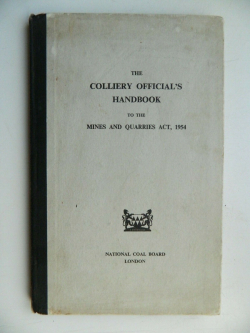 THE
COLLIERY OFFICIAL'S
HANDBOOK
TO THE
MINES AND QUARRIES ACT, 1954
NATIONAL COAL BOARD
LONDON